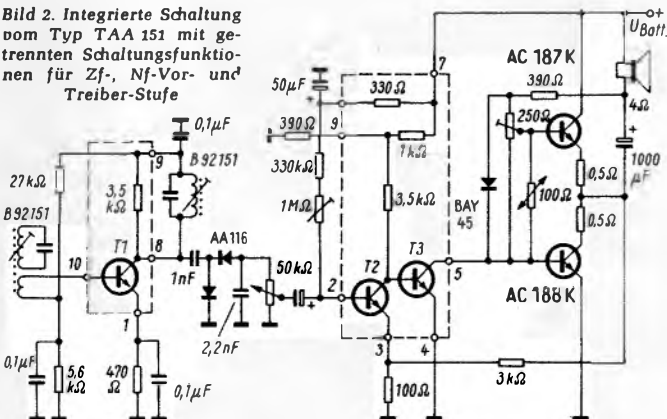 Bild 2. Integrierte Schaltung
vom Typ TAA 151 mit ge-
trennten Schaltungsfunktio-
nen für Zf-, Nf-Vor- und
Treiber-Stufe
U Batt.
+
7
50µF
+
330Ω
AC 187 K
390Ω
4Ω
0,1µF
390Ω
9
1kΩ
250Ω
+
1000
µF
27kΩ
9
B 92151
330kΩ
0,5Ω
3,5
kΩ
3,5kΩ
BAY
45
100Ω
B 92151
1MΩ
0,5Ω
T1
8
AA116
T2
T3
5
10
1nF
50kΩ
2
AC 188 K
+
1
2,2nF
3
4
0,1µF
5,6
kΩ
470
Ω
0,1µF
100Ω
3kΩ